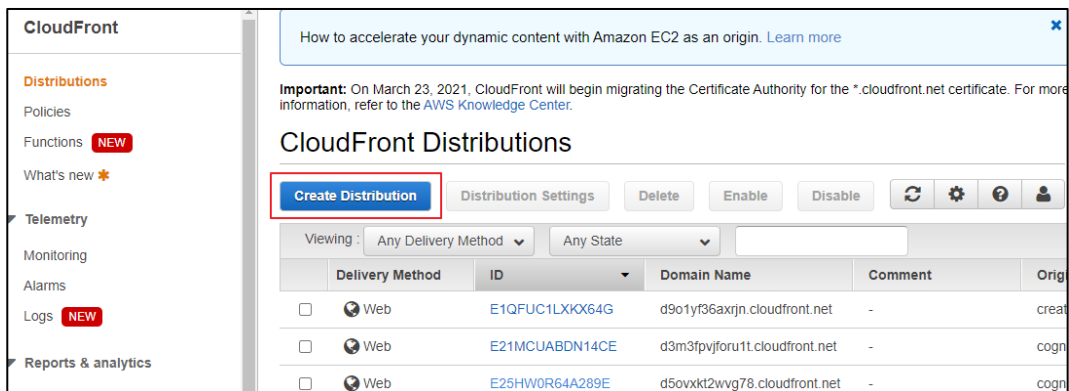 CloudFront
Distributions
Policies
Functions NEW
What's new
Telemetry
Monitoring
Alarms
Logs NEW
Reports & analytics
How to accelerate your dynamic content with Amazon EC2 as an origin. Learn more
Important: On March 23, 2021, CloudFront will begin migrating the Certificate Authority for the *.cloudfront.net certificate. For more
information, refer to the AWS Knowledge Center.
CloudFront Distributions
Create Distribution Distribution Settings Delete Enable Disable
Viewing : Any Delivery Method Any State
Delivery Method ID Domain Name Comment Origi
Web E1QFUC1LXKX64G d9o1yf36axrjn.cloudfront.net - creat
Web E21MCUABDN14CE d3m3fpvjforu1t.cloudfront.net - cogn
Web E25HW0R64A289E d5ovxkt2wvg78.cloudfront.net - cogn